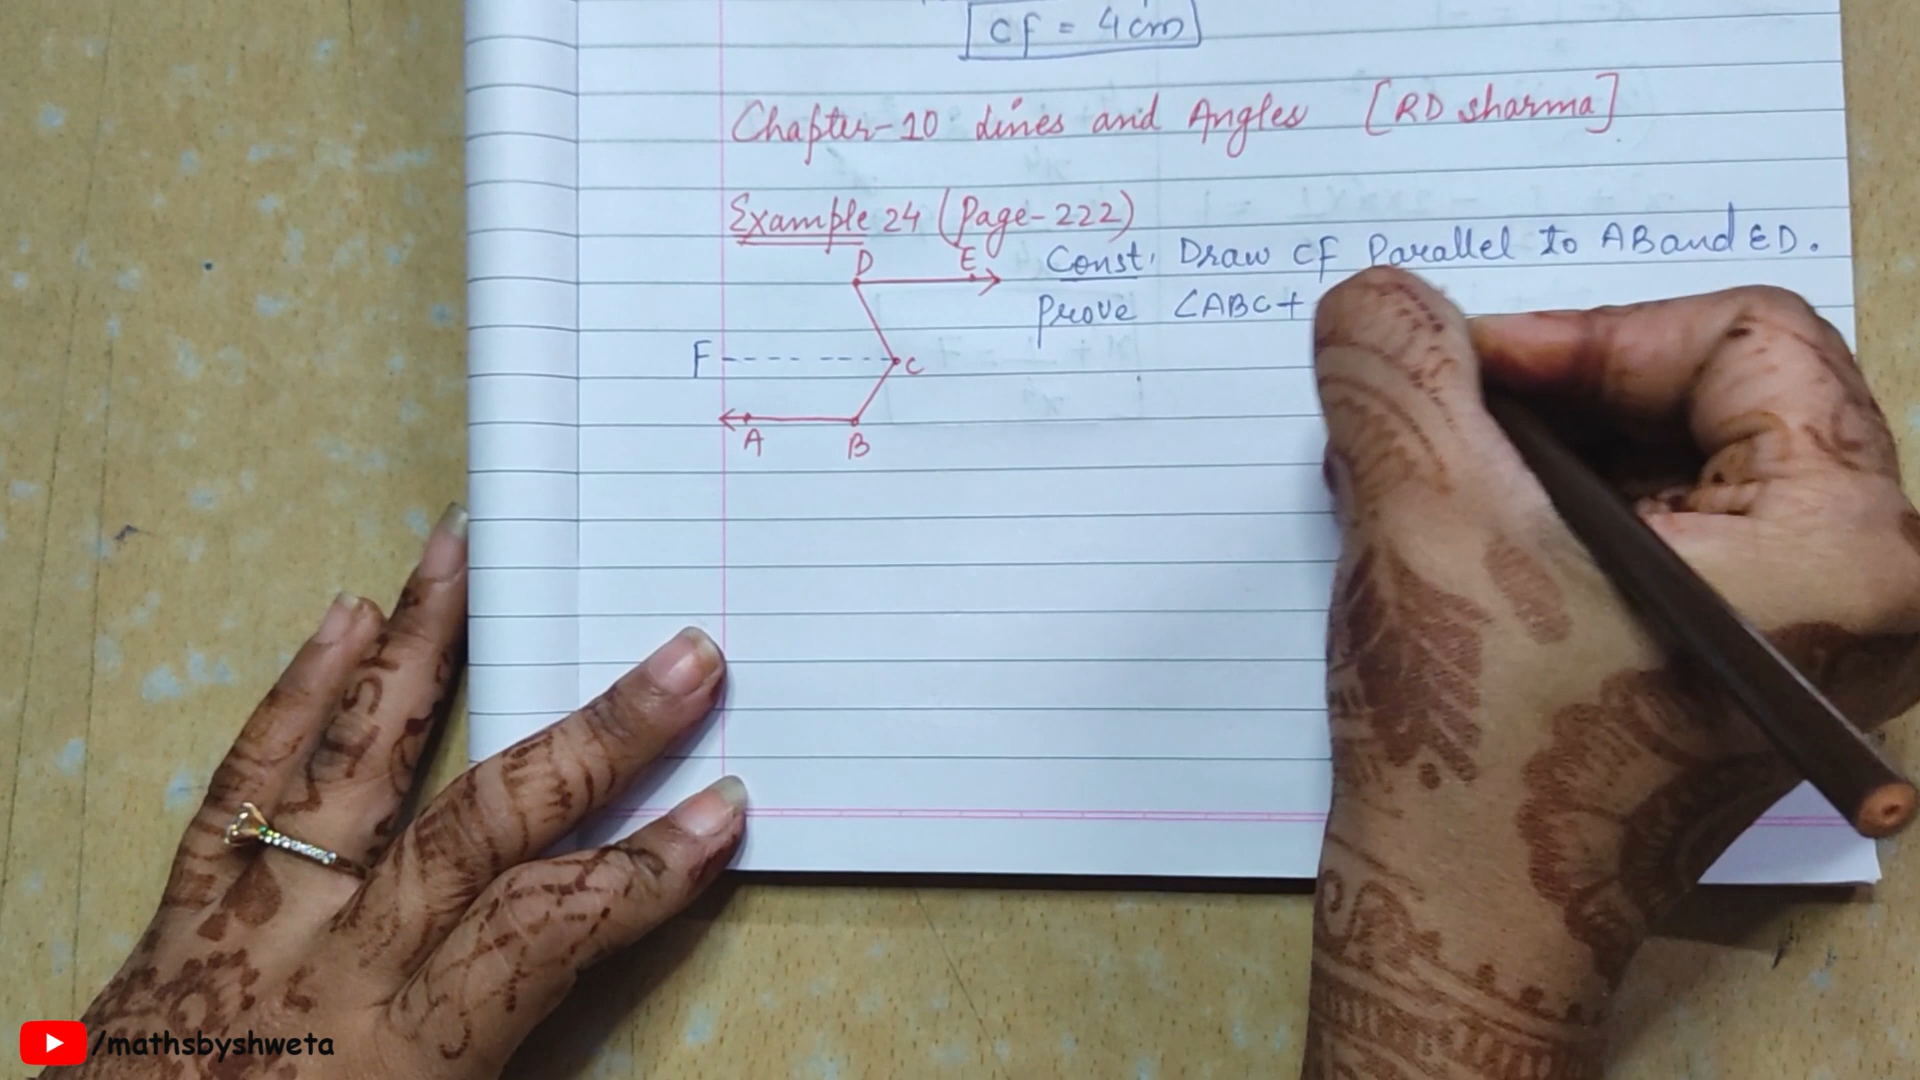 CF = 4cm
Chapter-10 Lines and Angles [RD Sharma]
Example 24 (Page-222)
D E
Const. Draw CF Parallel to AB and ED.
Prove ∠ABC+
F
C
A B
/mathsbyshweta